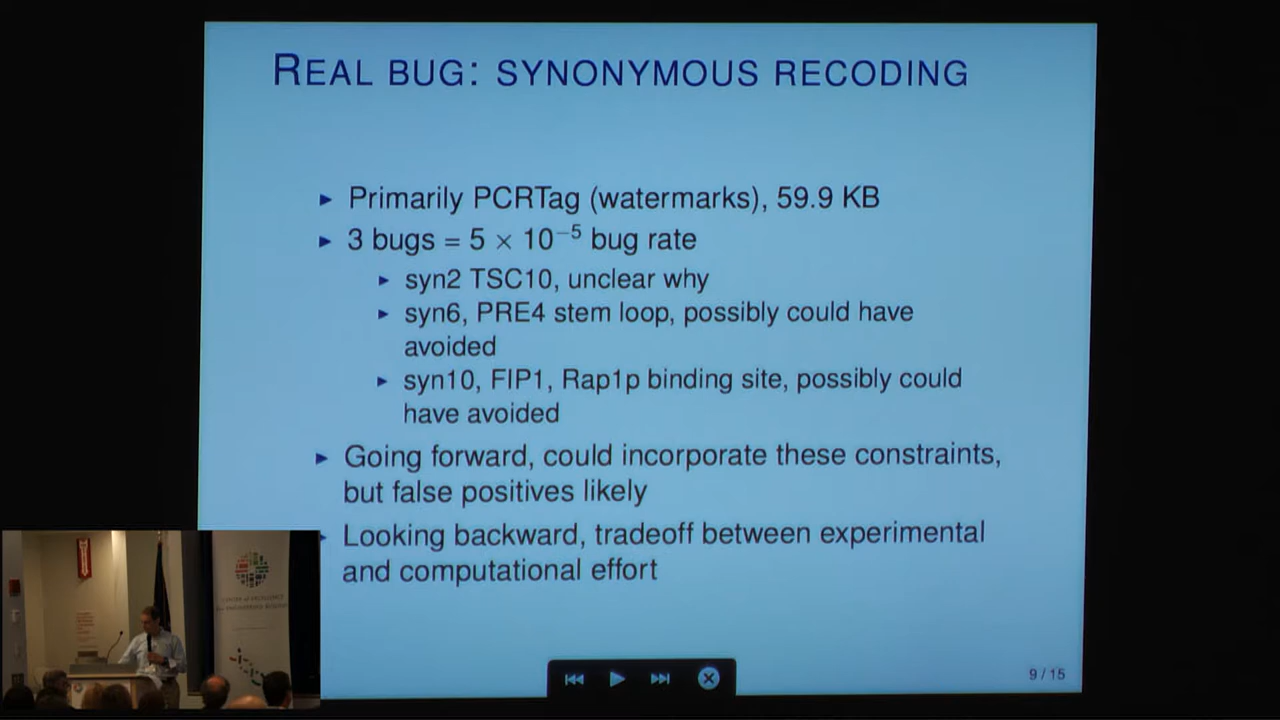 REAL BUG: SYNONYMOUS RECODING
Primarily PCRTag (watermarks), 59.9 KB
3 bugs = 5 × 10⁻⁵ bug rate
syn2 TSC10, unclear why
syn6, PRE4 stem loop, possibly could have
avoided
syn10, FIP1, Rap1p binding site, possibly could
have avoided
Going forward, could incorporate these constraints,
but false positives likely
Looking backward, tradeoff between experimental
and computational effort
9 / 15